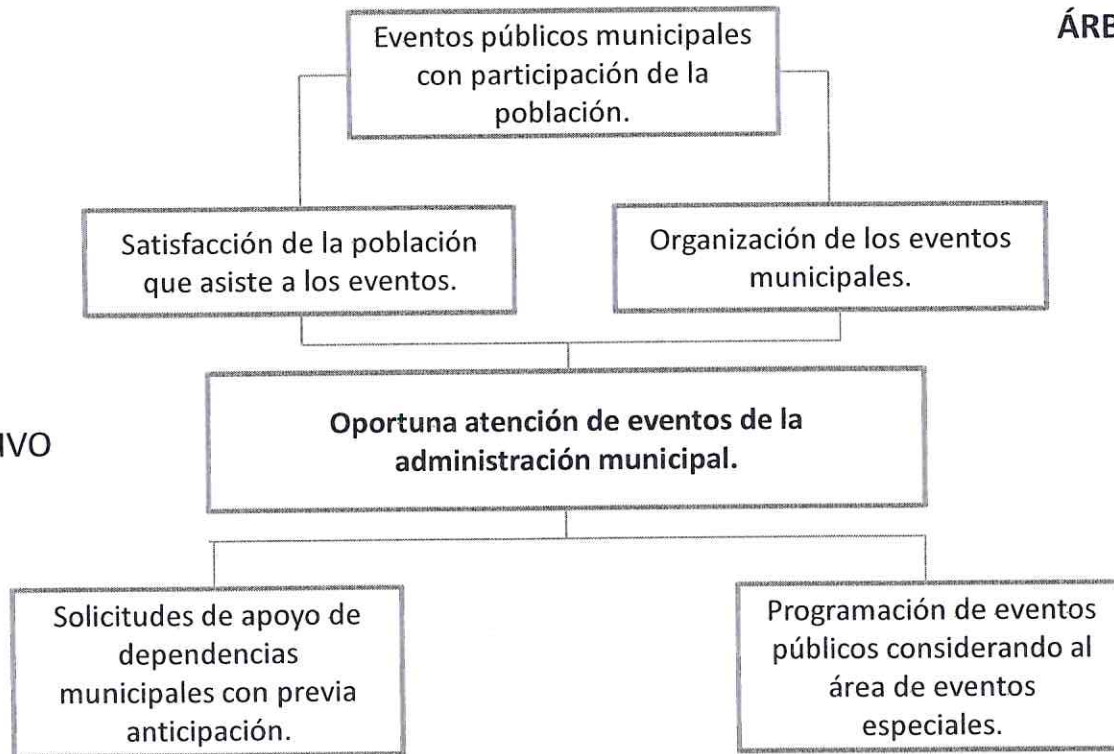 ÁRB
Eventos públicos municipales
con participación de la
población.
Satisfacción de la población
que asiste a los eventos.
Organización de los eventos
municipales.
IVO
Oportuna atención de eventos de la
administración municipal.
Solicitudes de apoyo de
dependencias
municipales con previa
anticipación.
Programación de eventos
públicos considerando al
área de eventos
especiales.